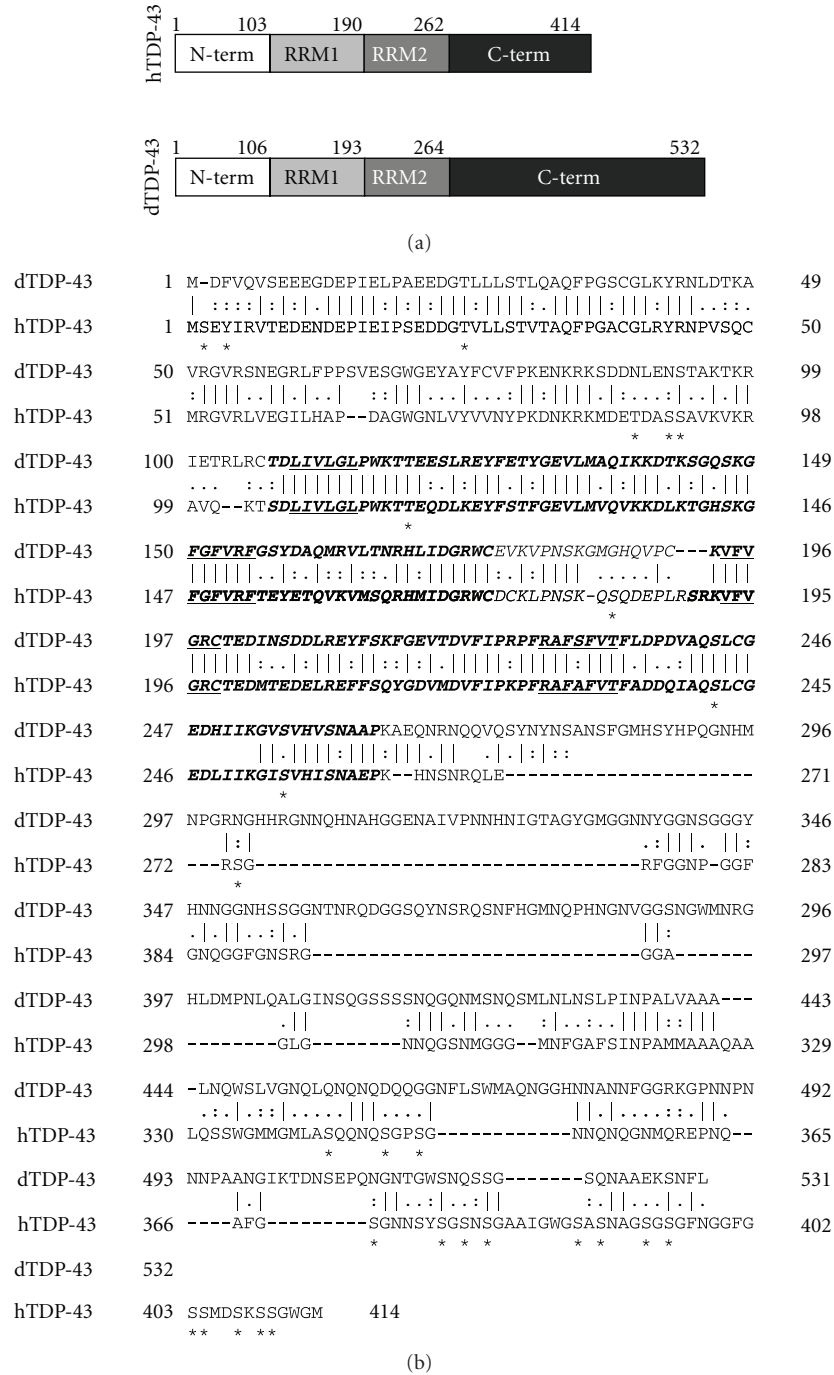 1 103 190 262 414
hTDP-43 N-term RRM1 RRM2 C-term
1 106 193 264 532
dTDP-43 N-term RRM1 RRM2 C-term
(a)
dTDP-43 1 M-DFVQVSEEEGDEPIELPAEEDGTLLLSTLQAQFPGSCGLKYRNLDTKA 49
hTDP-43 1 MSEYIRVTEDENDEPIEIPSEDDGTVLLSTVTAQFPGACGLRYRNPVSQC 50
dTDP-43 50 VRGVRSNEGRLFPPSVESGWGEYAYFCVFPKENKRKSDDNLENSTAKTKR 99
hTDP-43 51 MRGVRLVEGILHAP--DAGWGNLVYVVNYPKDNKRKMDETDASSAVKVKR 98
dTDP-43 100 IETRLRCTDLIVLGLPWKTTEESLREYFETYGEVLMAQIKKDTKSGQSKG 149
hTDP-43 99 AVQ--KTSDLIVLGLPWKTTEQDLKEYFSTFGEVLMVQVKKDLKTGHSKG 146
dTDP-43 150 FGFVRFGSYDAQMRVLTNRHLIDGRWCEVKVPNSKGMGHQVPC---KVFV 196
hTDP-43 147 FGFVRFTEYETQVKVMSQRHMIDGRWCDCKLPNSK-QSQDEPLRSRKVFV 195
dTDP-43 197 GRCTEDINSDDLREYFSKFGEVTDVFIPRPFRAFSFVTFLDPDVAQSLCG 246
hTDP-43 196 GRCTEDMTEDELREFFSQYGDVMDVFIPKPFRAFAFVTFADDQIAQSLCG 245
dTDP-43 247 EDHIIKGVSVHVSNAAPKAEQNRNQQVQSYNYNSANSFGMHSYHPQGNHM 296
hTDP-43 246 EDLIIKGISVHISNAEPK--HNSNRQLE---------------------- 271
dTDP-43 297 NPGRNGHHRGNNQHNAHGGENAIVPNNHNIGTAGYGMGGNNYGGNSGGGY 346
hTDP-43 272 ---RSG----------------------------------RFGGNP-GGF 283
dTDP-43 347 HNNGGNHSSGGNTNRQDGGSQYNSRQSNFHGMNQPHNGNVGGSNGWMNRG 296
hTDP-43 384 GNQGGFGNSRG-----------------------------GGA------- 297
dTDP-43 397 HLDMPNLQALGINSQGSSSSNQGQNMSNQSMLNLNSLPINPALVAAA--- 443
hTDP-43 298 --------GLG--------NNQGSNMGGG--MNFGAFSINPAMMAAAQAA 329
dTDP-43 444 -LNQWSLVGNQLQNQNQDQQGGNFLSWMAQNGGHNNANNFGGRKGPNNPN 492
hTDP-43 330 LQSSWGMMGMLASQQNQSGPSG------------NNQNQGNMQREPNQ-- 365
dTDP-43 493 NNPAANGIKTDNSEPQNGNTGWSNQSSG-------SQNAAEKSNFL 531
hTDP-43 366 ----AFG---------SGNNSYSGSNSGAAIGWGSASNAGSGSGFNGGFG 402
dTDP-43 532
hTDP-43 403 SSMDSKSSGWGM 414
(b)